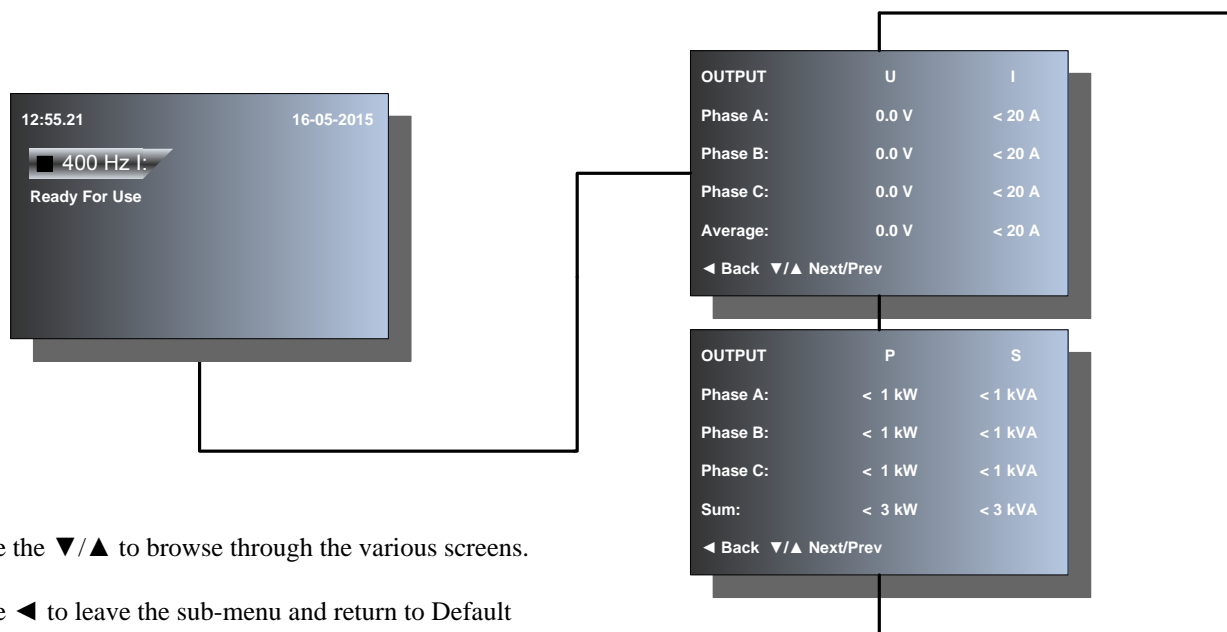 12:55.21 16-05-2015
■ 400 Hz I:
Ready For Use
OUTPUT U I
Phase A: 0.0 V < 20 A
Phase B: 0.0 V < 20 A
Phase C: 0.0 V < 20 A
Average: 0.0 V < 20 A
◄ Back ▼/▲ Next/Prev
OUTPUT P S
Phase A: < 1 kW < 1 kVA
Phase B: < 1 kW < 1 kVA
Phase C: < 1 kW < 1 kVA
Sum: < 3 kW < 3 kVA
◄ Back ▼/▲ Next/Prev
e the ▼/▲ to browse through the various screens.
e ◄ to leave the sub-menu and return to Default